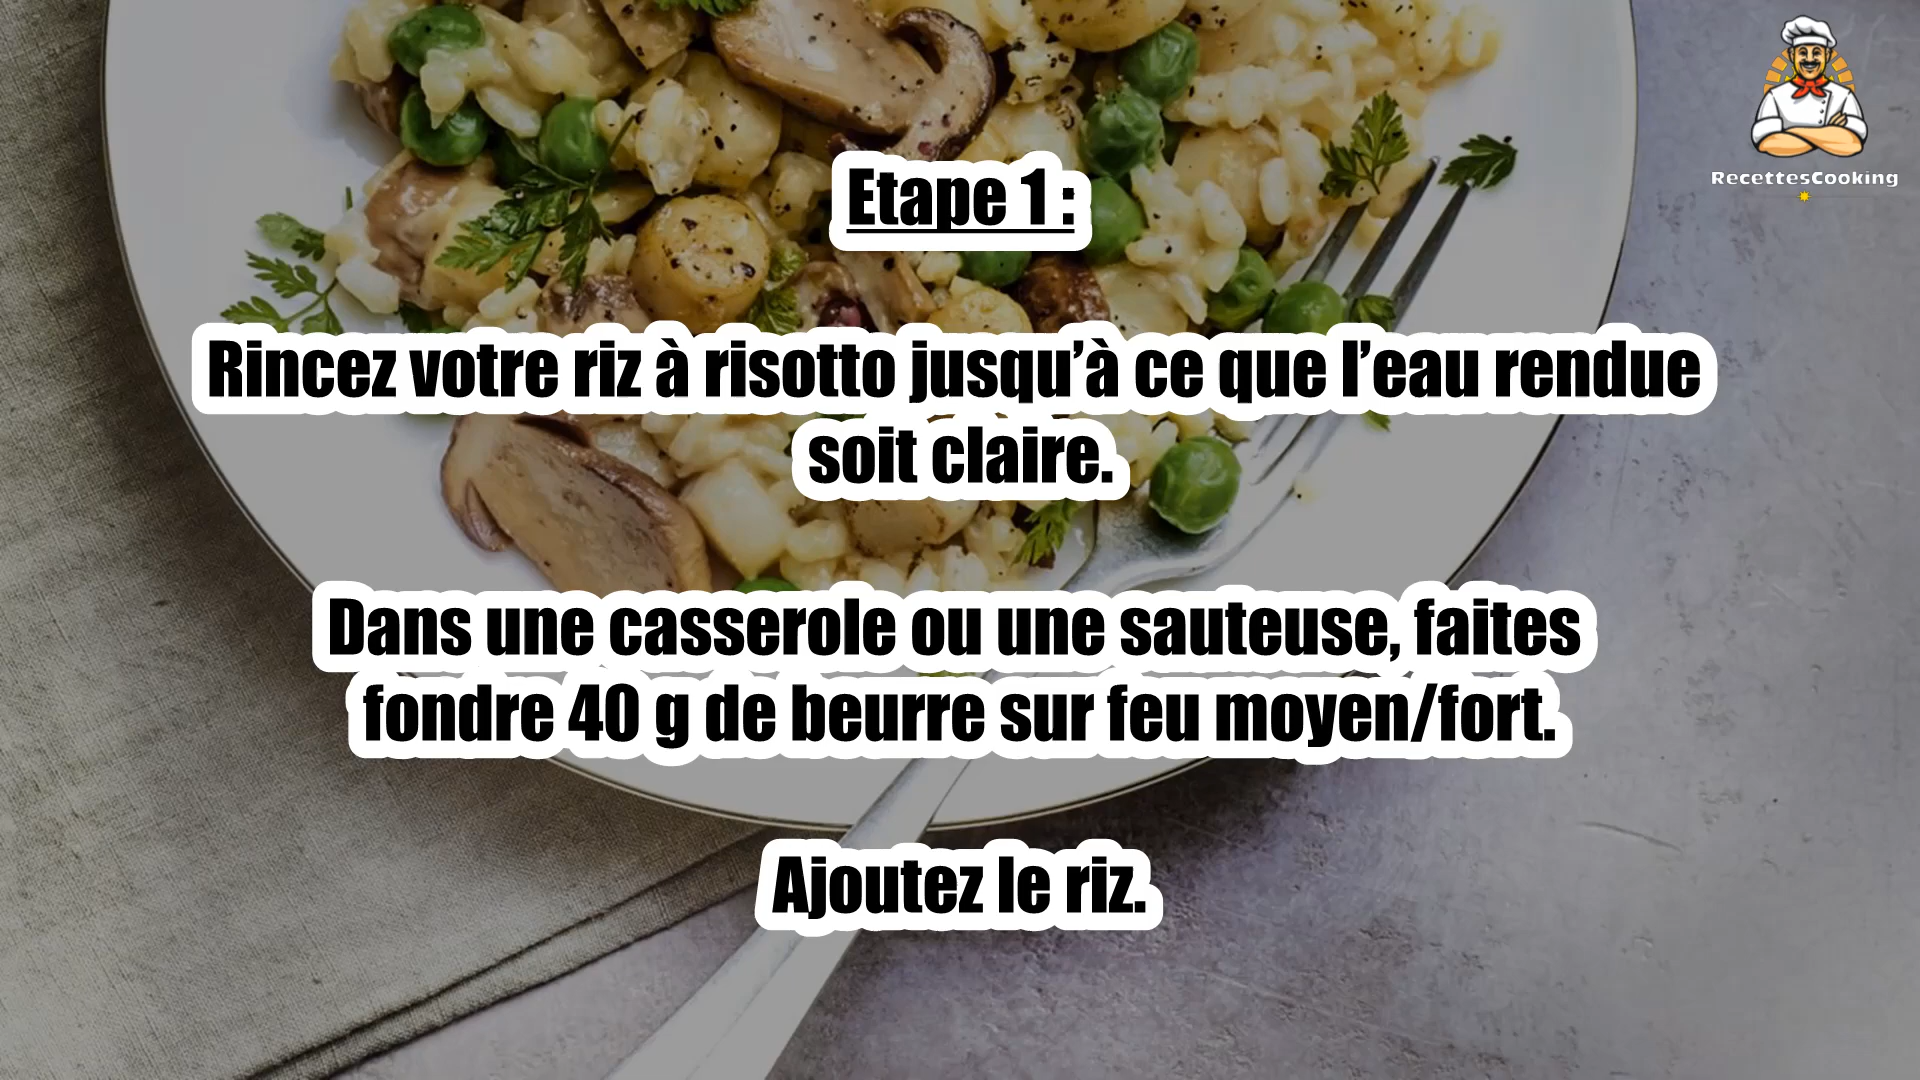 RecettesCooking
Etape 1 :
Rincez votre riz à risotto jusqu’à ce que l’eau rendue
soit claire.
Dans une casserole ou une sauteuse, faites
fondre 40 g de beurre sur feu moyen/fort.
Ajoutez le riz.